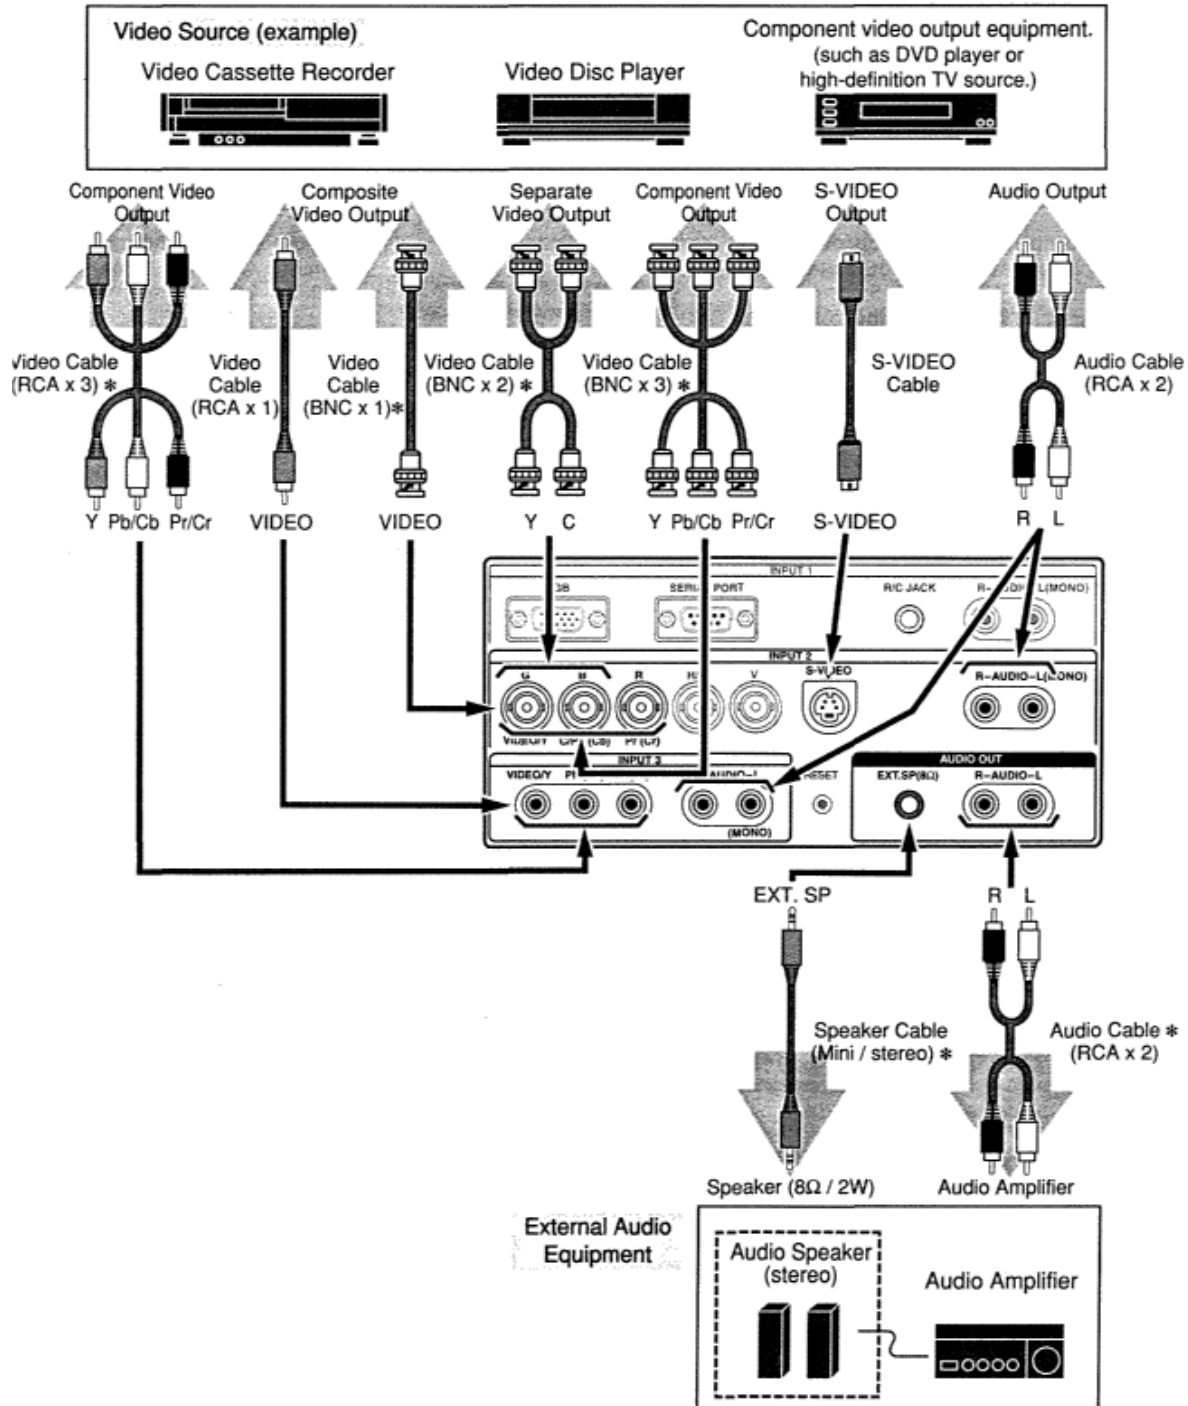 Video Source (example)
Component video output equipment.
(such as DVD player or
high-definition TV source.)
Video Cassette Recorder
Video Disc Player
Component Video
Output
Composite
Video Output
Separate
Video Output
Component Video
Output
S-VIDEO
Output
Audio Output
Video Cable
(RCA x 3) *
Video
Cable
(RCA x 1)
Video
Cable
(BNC x 1)*
Video Cable
(BNC x 2) *
Video Cable
(BNC x 3) *
S-VIDEO
Cable
Audio Cable
(RCA x 2)
Y Pb/Cb Pr/Cr
VIDEO
VIDEO
Y C
Y Pb/Cb Pr/Cr
S-VIDEO
R L
INPUT 1
PORT
R/C JACK
L(MONO)
INPUT 2
G
B
R
V
S-VIDEO
R-AUDIO-L(MONO)
VIDEO/Y
(Cb)
Pr (Cr)
INPUT 3
AUDIO OUT
VIDEO/Y
AUDIO-L
RESET
EXT.SP(8Ω)
R-AUDIO-L
(MONO)
EXT. SP
R L
Speaker Cable
(Mini / stereo) *
Audio Cable *
(RCA x 2)
Speaker (8Ω / 2W)
Audio Amplifier
External Audio
Equipment
Audio Speaker
(stereo)
Audio Amplifier